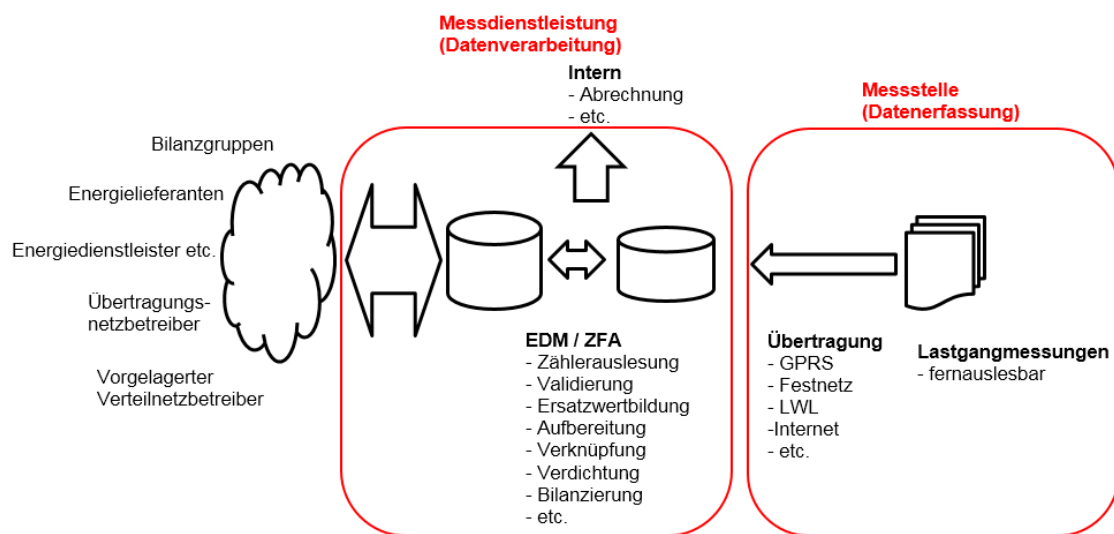 Messdienstleistung
(Datenverarbeitung)
Intern
- Abrechnung
- etc.
Messstelle
(Datenerfassung)
Bilanzgruppen
Energielieferanten
Energiedienstleister etc.
Übertragungs-
netzbetreiber
Vorgelagerter
Verteilnetzbetreiber
EDM / ZFA
- Zählerauslesung
- Validierung
- Ersatzwertbildung
- Aufbereitung
- Verknüpfung
- Verdichtung
- Bilanzierung
- etc.
Übertragung
- GPRS
- Festnetz
- LWL
-Internet
- etc.
Lastgangmessungen
- fernauslesbar